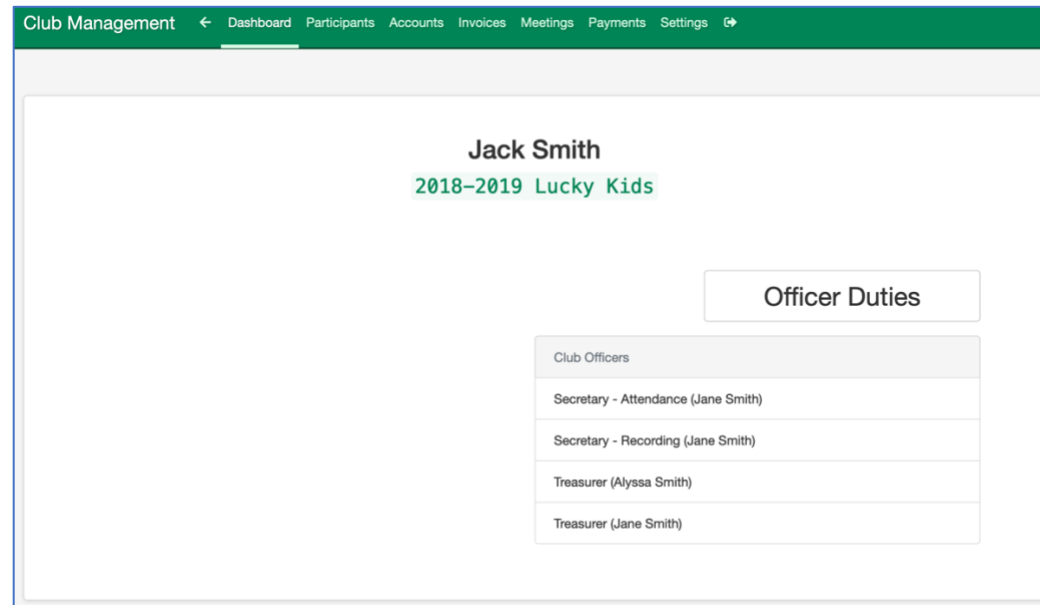 Club Management Dashboard Participants Accounts Invoices Meetings Payments Settings
Jack Smith
2018–2019 Lucky Kids
Officer Duties
Club Officers
Secretary - Attendance (Jane Smith)
Secretary - Recording (Jane Smith)
Treasurer (Alyssa Smith)
Treasurer (Jane Smith)